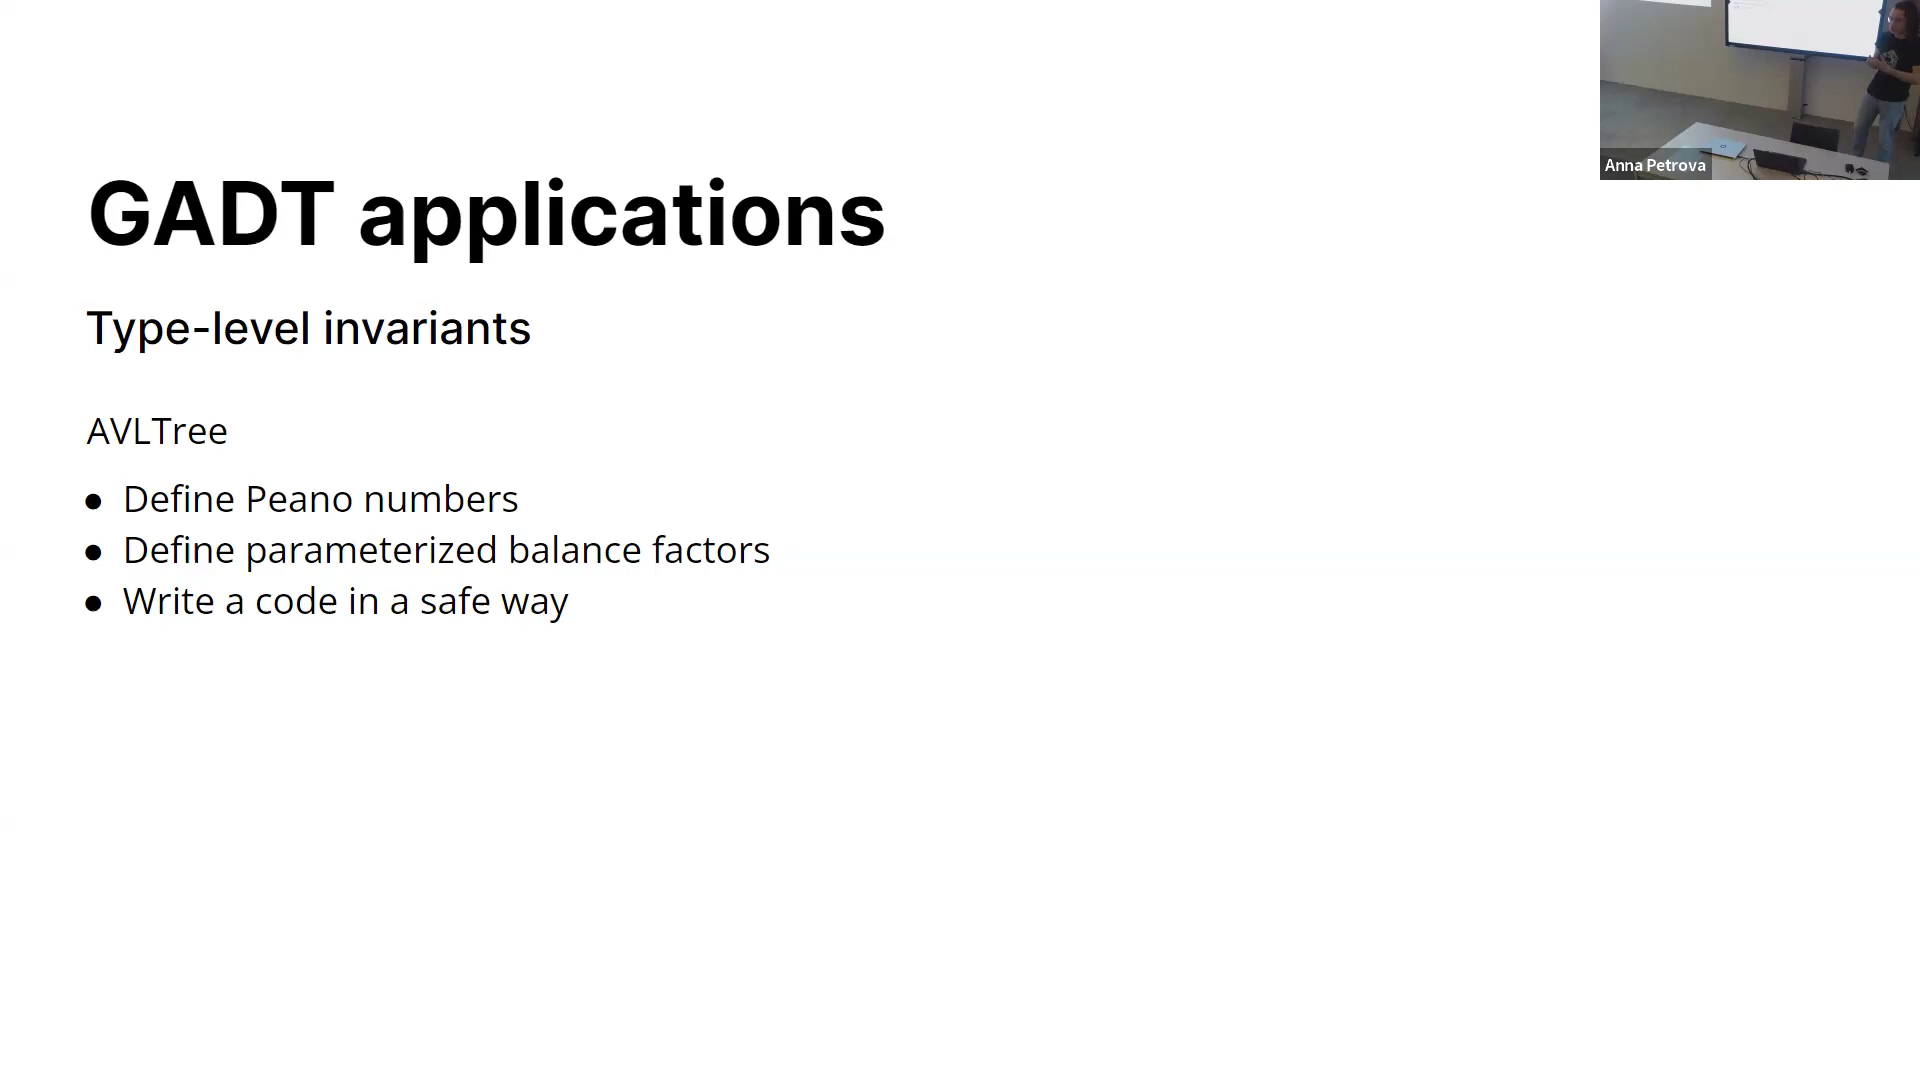 GADT applications
Type-level invariants
AVLTree
● Define Peano numbers
● Define parameterized balance factors
● Write a code in a safe way
Anna Petrova